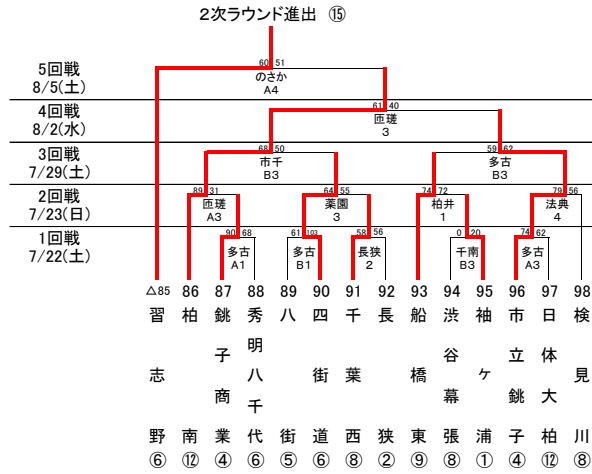 2次ラウンド進出 ⑮
5回戦
8/5(土)
60 51
のさか
A4
4回戦
8/2(水)
61 40
匝瑳
3
3回戦
7/29(土)
68 50
市千
B3
59 62
多古
B3
2回戦
7/23(日)
89 31
匝瑳
A3
64 55
薬園
3
74 72
柏井
1
79 56
法典
4
1回戦
7/22(土)
90 68
多古
A1
61 103
多古
B1
58 56
長狭
2
0 20
千南
B3
74 62
多古
A3
△85 86 87 88 89 90 91 92 93 94 95 96 97 98
習志野⑥
柏南⑫
銚子商業④
秀明八千代⑥
八街⑤
四街道⑥
千葉西⑧
長狭②
船橋東⑨
渋谷幕張⑧
袖ヶ浦①
市立銚子④
日体大柏⑫
検見川⑧